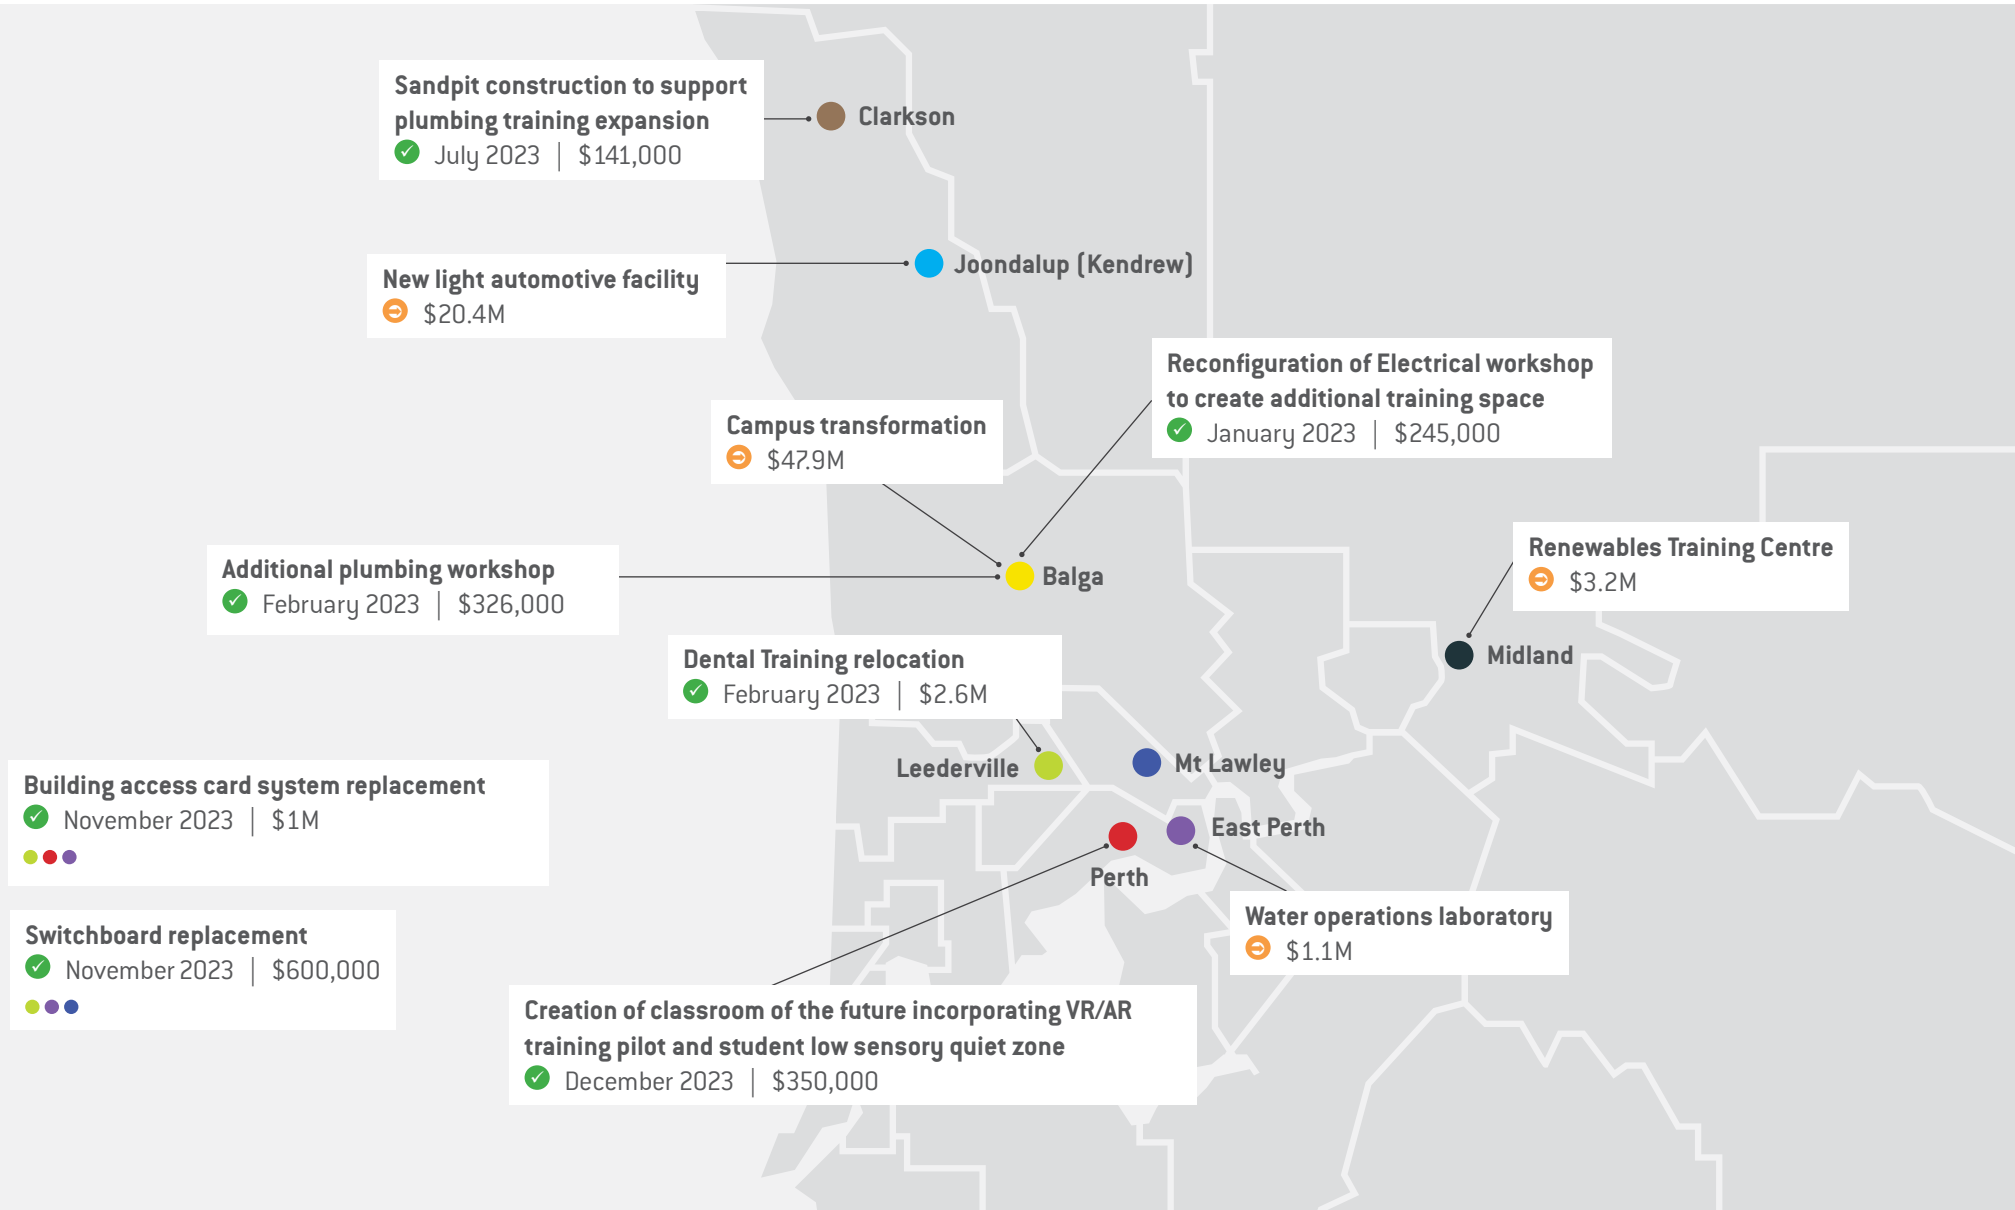 Sandpit construction to support
plumbing training expansion
July 2023 | $141,000
Clarkson
New light automotive facility
$20.4M
Joondalup (Kendrew)
Reconfiguration of Electrical workshop
to create additional training space
January 2023 | $245,000
Campus transformation
$47.9M
Additional plumbing workshop
February 2023 | $326,000
Balga
Renewables Training Centre
$3.2M
Midland
Dental Training relocation
February 2023 | $2.6M
Leederville
Mt Lawley
Building access card system replacement
November 2023 | $1M
East Perth
Perth
Switchboard replacement
November 2023 | $600,000
Water operations laboratory
$1.1M
Creation of classroom of the future incorporating VR/AR
training pilot and student low sensory quiet zone
December 2023 | $350,000